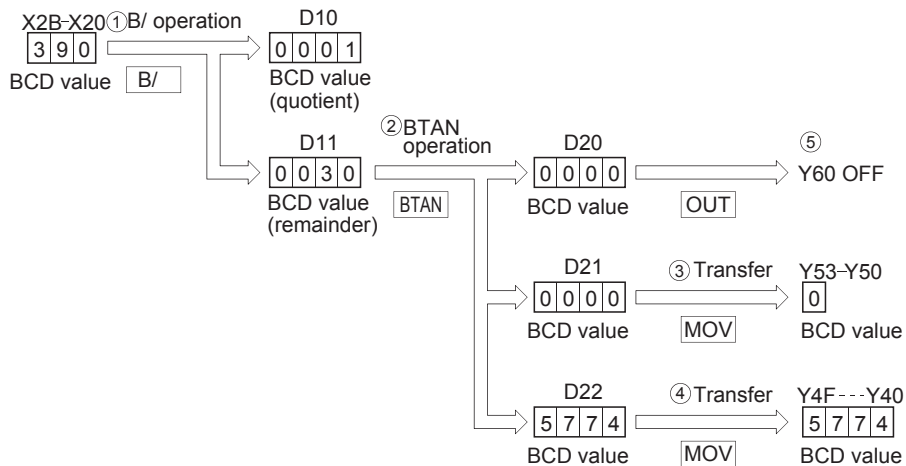 X2B-X20 ①B/ operation
D10
3 9 0
0 0 0 1
BCD value
B/
BCD value
(quotient)
②BTAN
operation
D11
0 0 3 0
BCD value
(remainder)
BTAN
D20
0 0 0 0
BCD value
OUT
⑤
Y60 OFF
D21
0 0 0 0
BCD value
③ Transfer
MOV
Y53-Y50
0
BCD value
D22
5 7 7 4
BCD value
④ Transfer
MOV
Y4F---Y40
5 7 7 4
BCD value